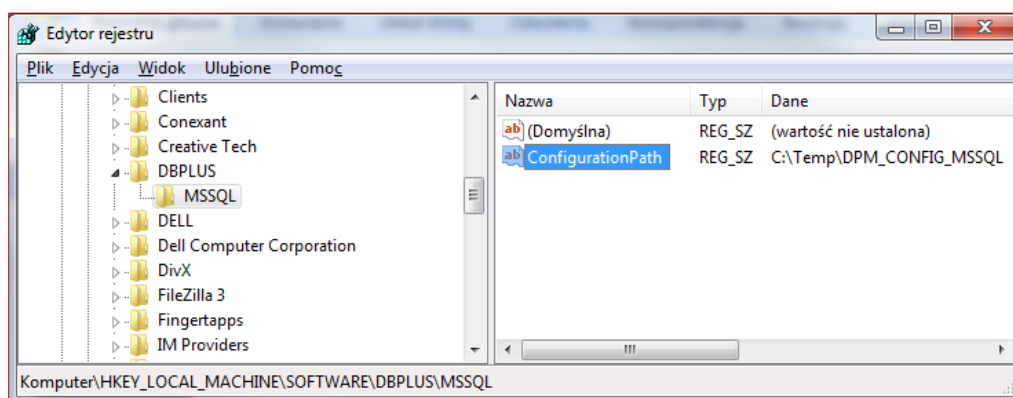 Edytor rejestru
Plik Edycja Widok Ulubione Pomoc
Clients
Conexant
Creative Tech
DBPLUS
MSSQL
DELL
Dell Computer Corporation
DivX
FileZilla 3
Fingertapps
IM Providers
Nazwa Typ Dane
ab (Domyślna) REG_SZ (wartość nie ustalona)
ab ConfigurationPath REG_SZ C:\Temp\DPM_CONFIG_MSSQL
Komputer\HKEY_LOCAL_MACHINE\SOFTWARE\DBPLUS\MSSQL